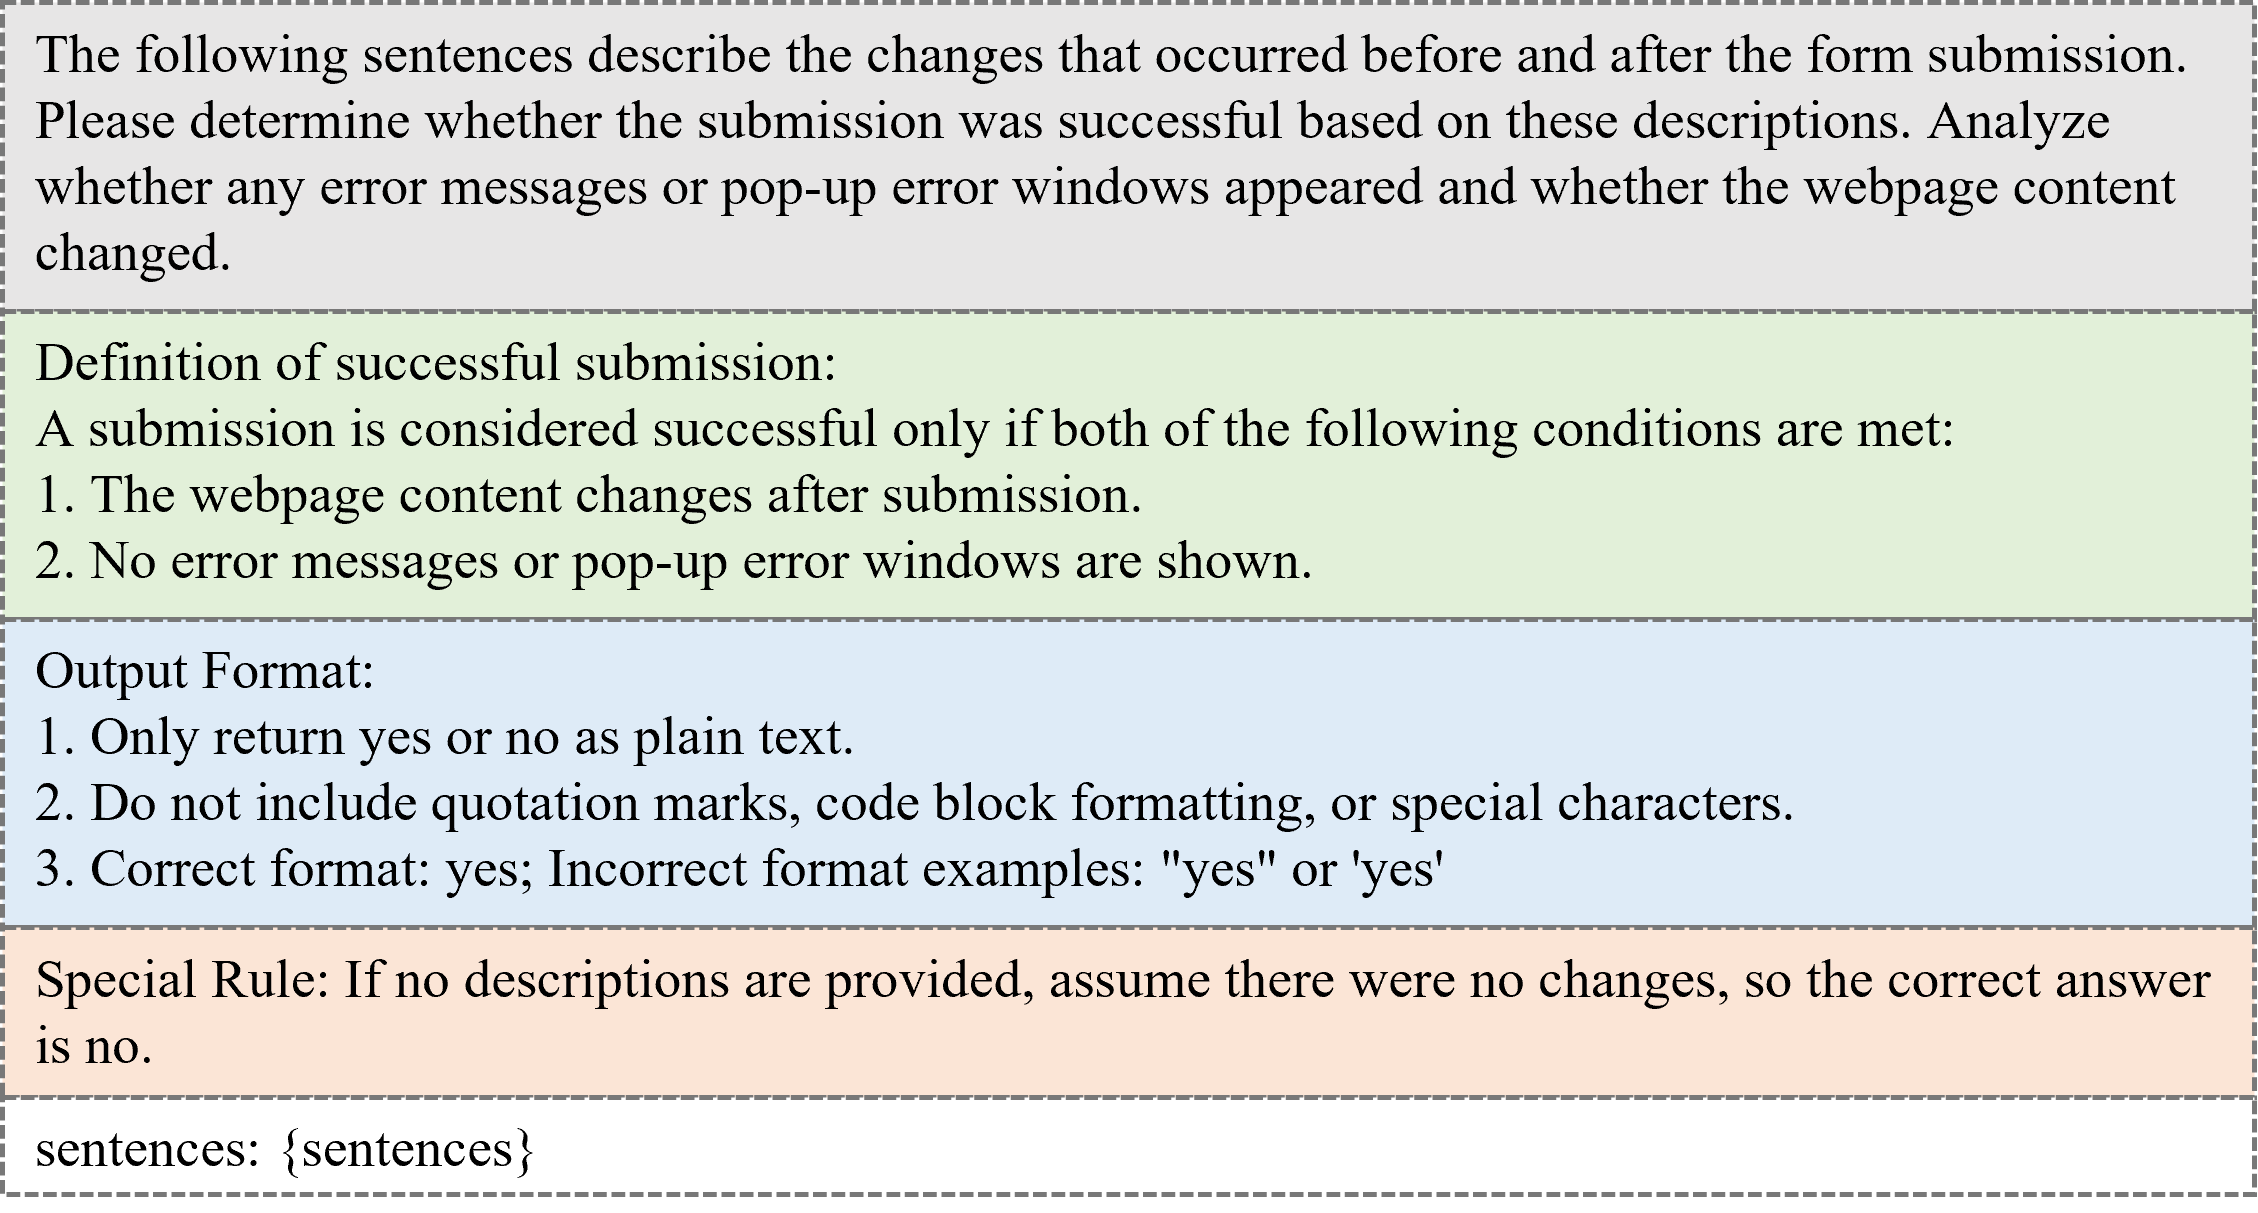 The following sentences describe the changes that occurred before and after the form submission.
Please determine whether the submission was successful based on these descriptions. Analyze
whether any error messages or pop-up error windows appeared and whether the webpage content
changed.
Definition of successful submission:
A submission is considered successful only if both of the following conditions are met:
1. The webpage content changes after submission.
2. No error messages or pop-up error windows are shown.
Output Format:
1. Only return yes or no as plain text.
2. Do not include quotation marks, code block formatting, or special characters.
3. Correct format: yes; Incorrect format examples: "yes" or 'yes'
Special Rule: If no descriptions are provided, assume there were no changes, so the correct answer
is no.
sentences: {sentences}